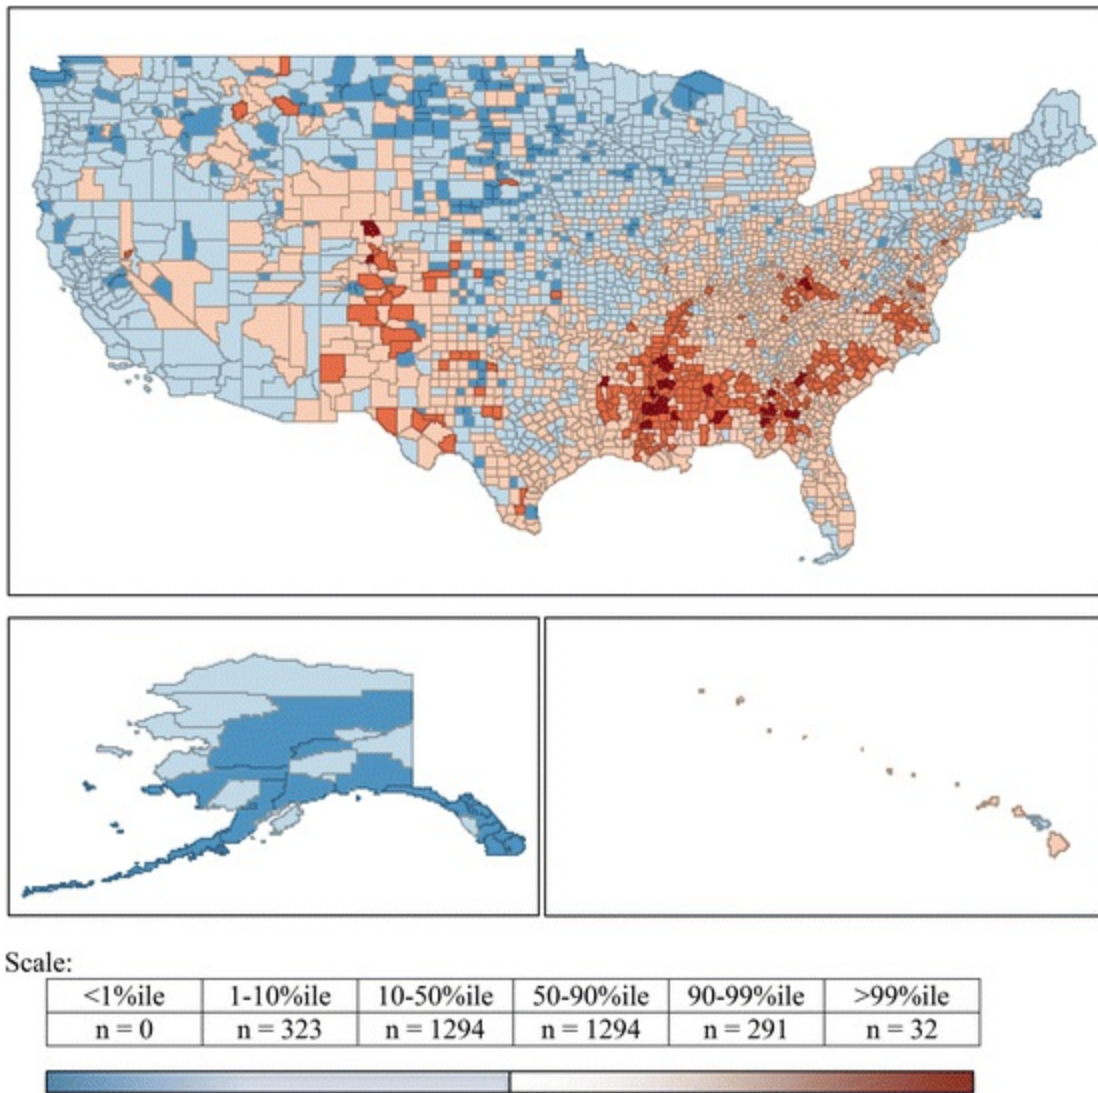 Scale:
<1%ile 1-10%ile 10-50%ile 50-90%ile 90-99%ile >99%ile
n = 0 n = 323 n = 1294 n = 1294 n = 291 n = 32